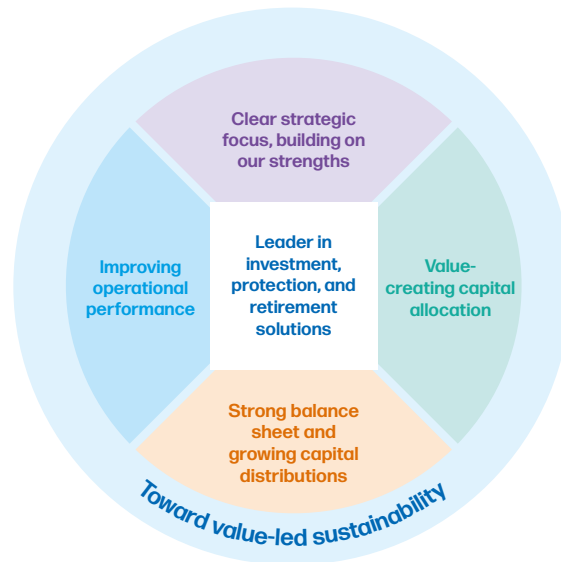 Clear strategic
focus, building on
our strengths
Improving
operational
performance
Leader in
investment,
protection, and
retirement
solutions
Value-
creating capital
allocation
Strong balance
sheet and
growing capital
distributions
Toward value-led sustainability